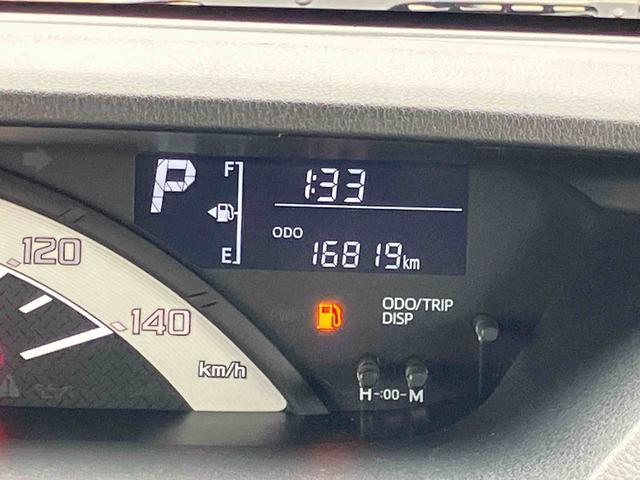 P
F
E
1:33
ODO
16819km
120
140
km/h
ODO/TRIP
DISP
H-:00-M